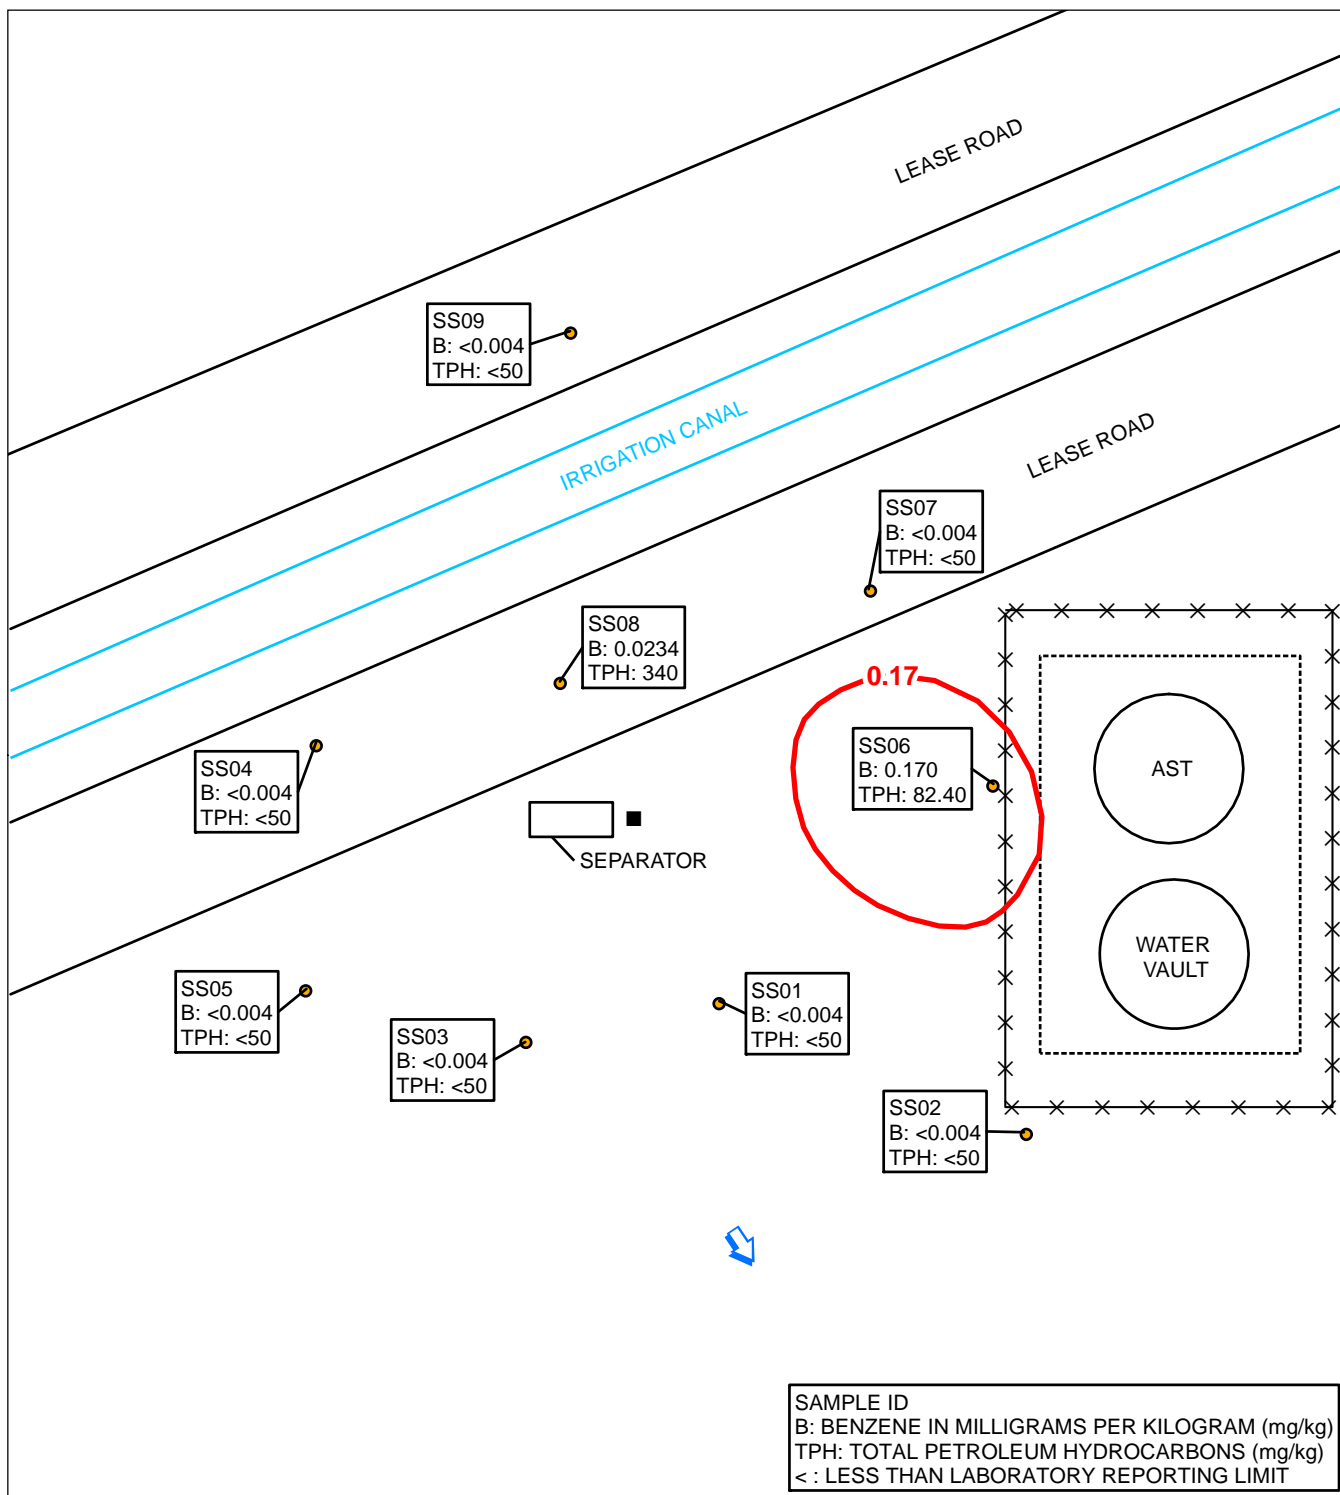 LEASE ROAD
SS09
B: <0.004
TPH: <50
IRRIGATION CANAL
LEASE ROAD
SS07
B: <0.004
TPH: <50
SS08
B: 0.0234
TPH: 340
0.17
SS06
B: 0.170
TPH: 82.40
AST
SS04
B: <0.004
TPH: <50
SEPARATOR
WATER
VAULT
SS05
B: <0.004
TPH: <50
SS01
B: <0.004
TPH: <50
SS03
B: <0.004
TPH: <50
SS02
B: <0.004
TPH: <50
SAMPLE ID
B: BENZENE IN MILLIGRAMS PER KILOGRAM (mg/kg)
TPH: TOTAL PETROLEUM HYDROCARBONS (mg/kg)
< : LESS THAN LABORATORY REPORTING LIMIT